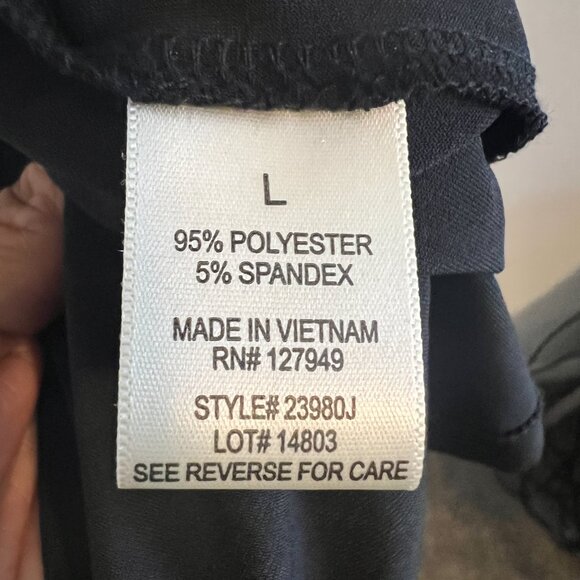 L
95% POLYESTER
5% SPANDEX
MADE IN VIETNAM
RN# 127949
STYLE# 23980J
LOT# 14803
SEE REVERSE FOR CARE